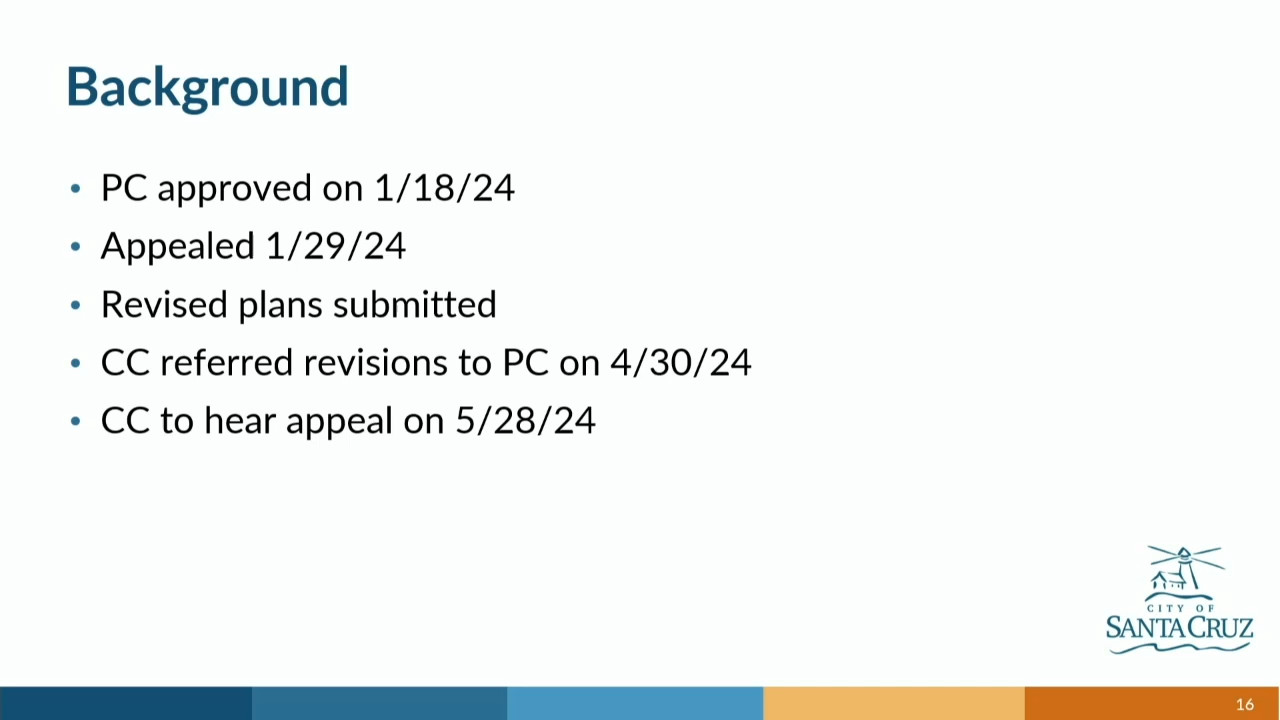 Background
• PC approved on 1/18/24
• Appealed 1/29/24
• Revised plans submitted
• CC referred revisions to PC on 4/30/24
• CC to hear appeal on 5/28/24
CITY OF
SANTA CRUZ
16